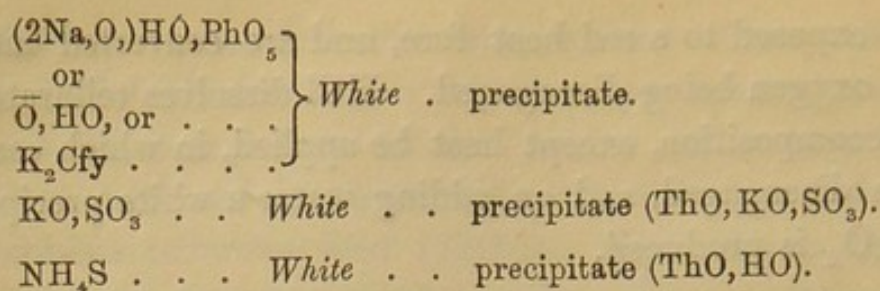 (2Na,O,)HÓ,PhO₅
or
O̅,HO, or . . . White . precipitate.
K₂Cfy . . . .
KO,SO₃ . . White . . precipitate (ThO,KO,SO₃).
NH₄S . . . White . . precipitate (ThO,HO).